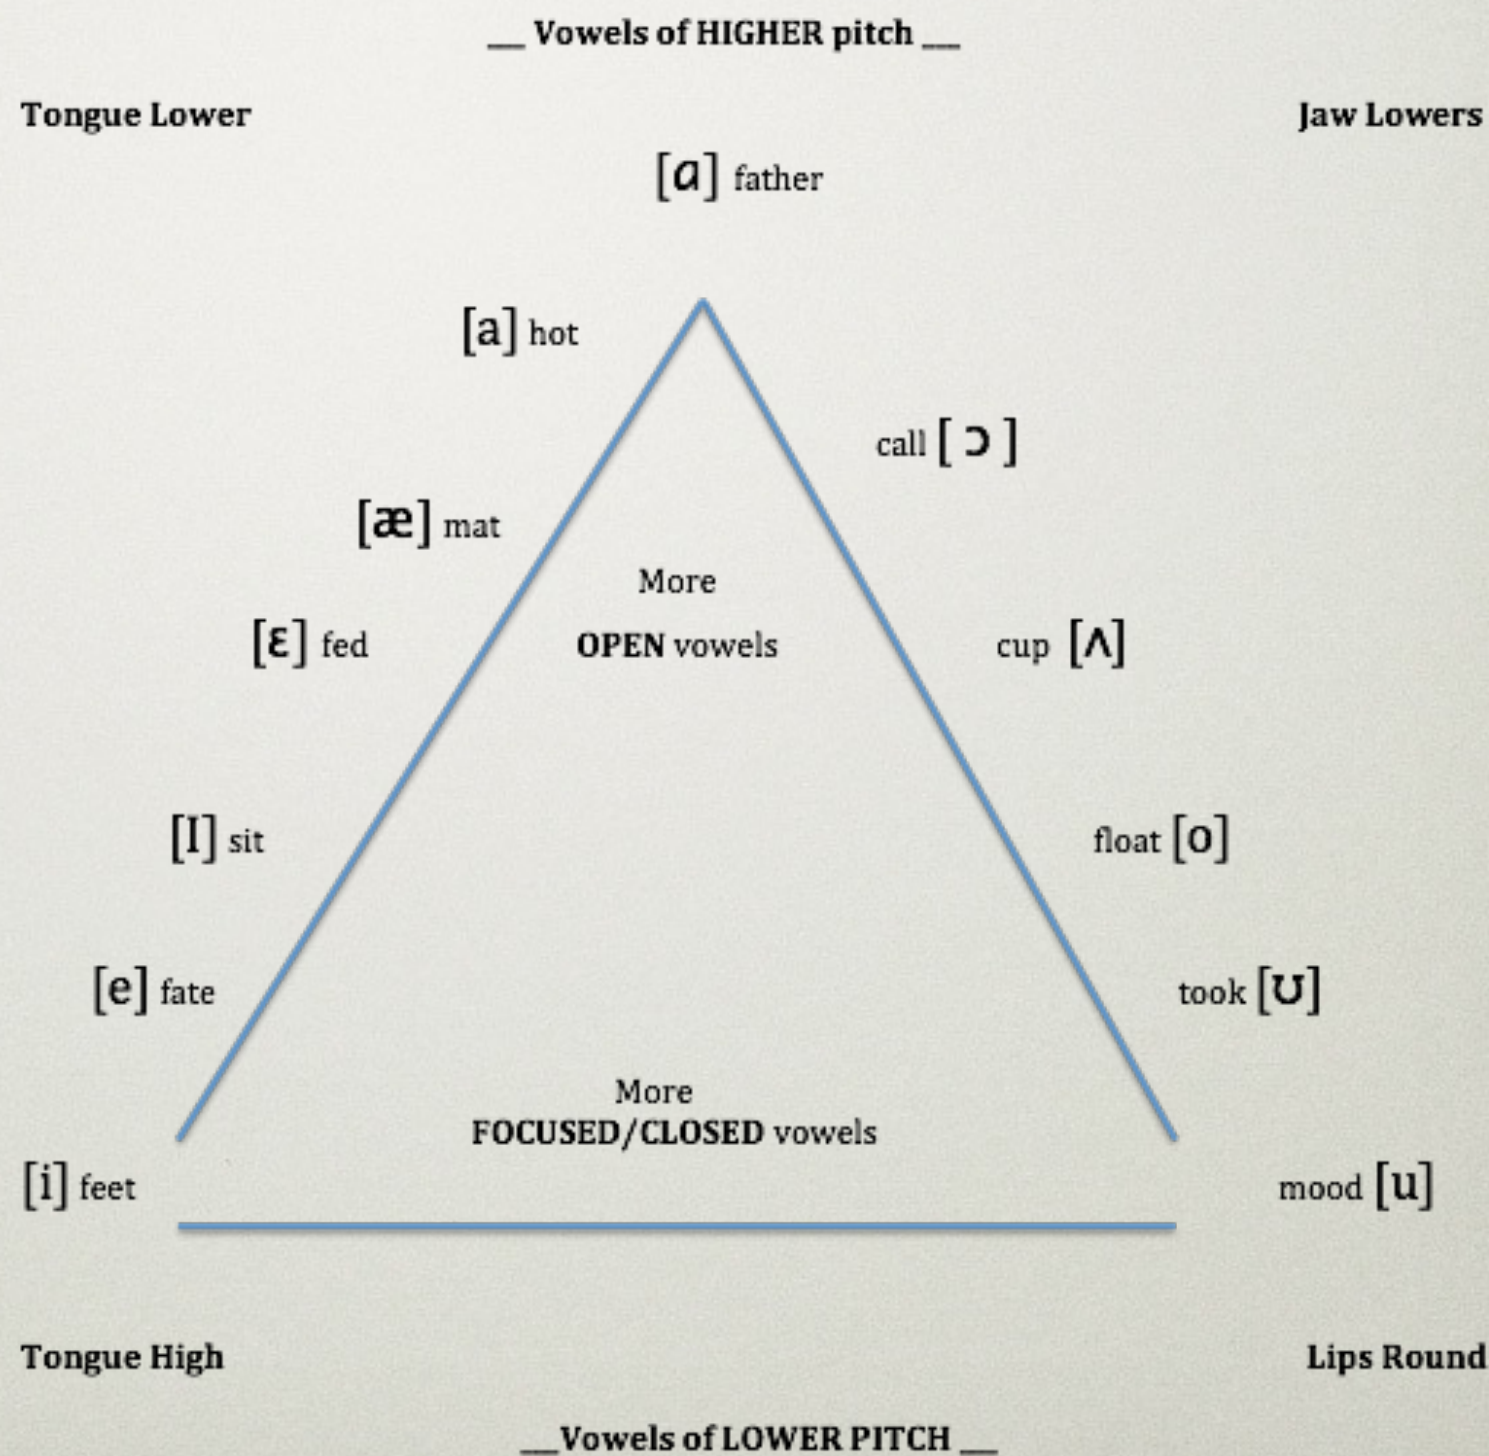 __ Vowels of HIGHER pitch __
Tongue Lower Jaw Lowers
[ɑ] father
[a] hot
call [ ɔ ]
[æ] mat
More
OPEN vowels
[ɛ] fed
cup [ʌ]
[I] sit
float [o]
[e] fate
took [ʊ]
More
FOCUSED/CLOSED vowels
[i] feet
mood [u]
Tongue High Lips Round
__Vowels of LOWER PITCH __